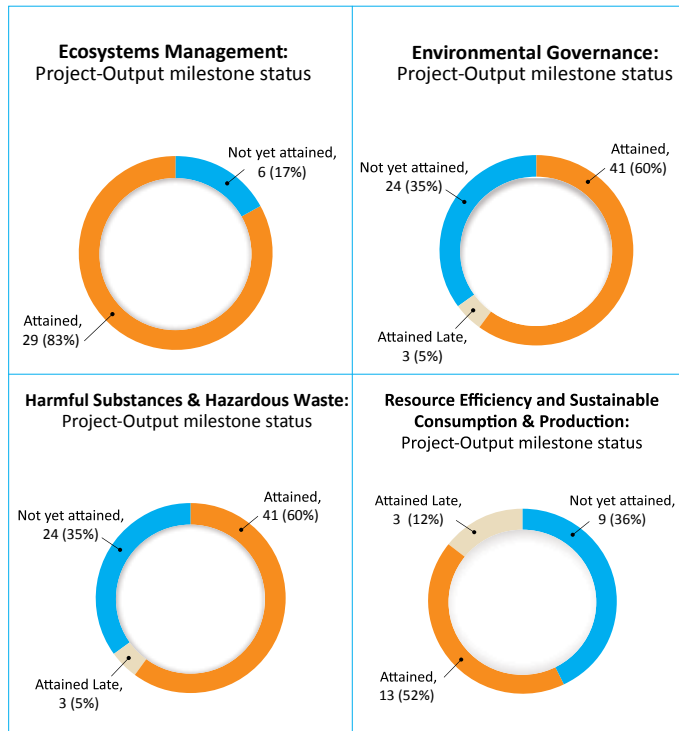 Ecosystems Management:
Project-Output milestone status
Not yet attained,
6 (17%)
Attained,
29 (83%)
Environmental Governance:
Project-Output milestone status
Attained,
41 (60%)
Not yet attained,
24 (35%)
Attained Late,
3 (5%)
Harmful Substances & Hazardous Waste:
Project-Output milestone status
Attained,
41 (60%)
Not yet attained,
24 (35%)
Attained Late,
3 (5%)
Resource Efficiency and Sustainable
Consumption & Production:
Project-Output milestone status
Attained Late,
3 (12%)
Not yet attained,
9 (36%)
Attained,
13 (52%)